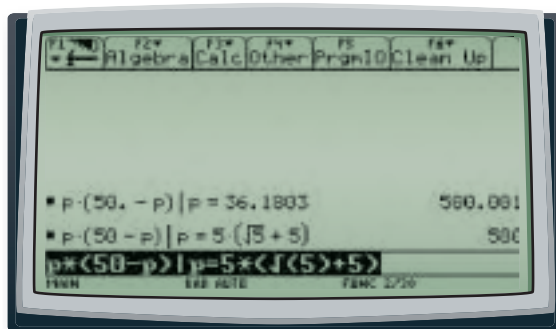 F1▾ F2▾ F3▾ F4▾ F5 F6▾
Algebra Calc Other PrgmIO Clean Up
▪ p·(50. - p)|p = 36.1803 500.001
▪ p·(50 - p)|p = 5·(√5 + 5) 500
p*(50-p)|p=5*(√(5)+5)
MAIN RAD AUTO FUNC 2/30